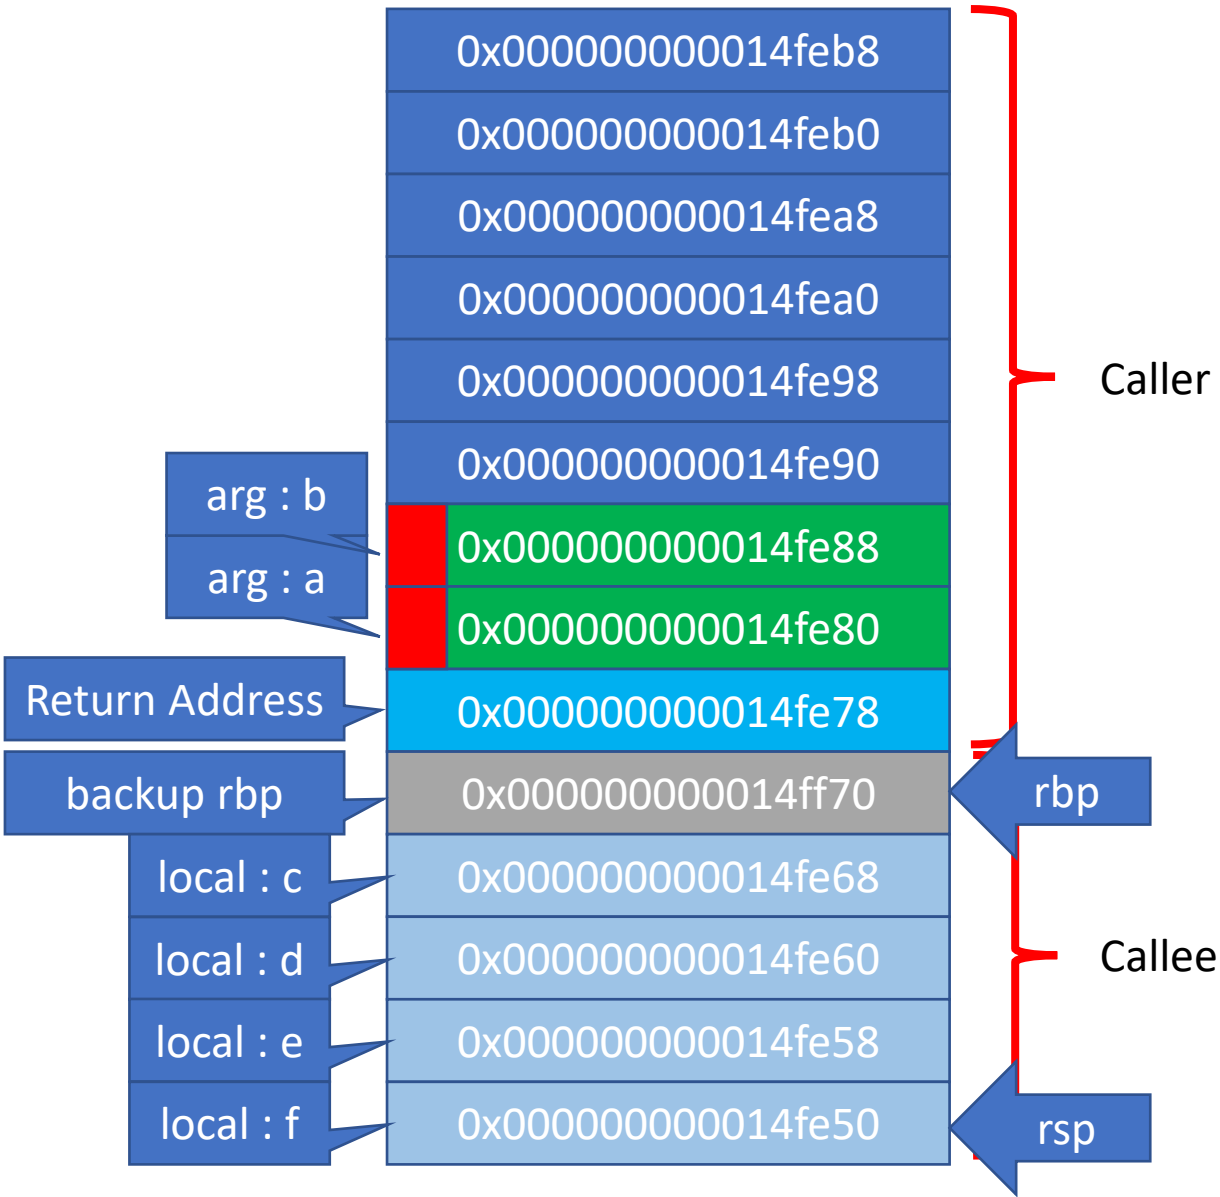 0x000000000014feb8
0x000000000014feb0
0x000000000014fea8
0x000000000014fea0
0x000000000014fe98
Caller
0x000000000014fe90
arg : b
0x000000000014fe88
arg : a
0x000000000014fe80
Return Address
0x000000000014fe78
backup rbp
0x000000000014ff70
rbp
local : c
0x000000000014fe68
local : d
0x000000000014fe60
Callee
local : e
0x000000000014fe58
local : f
0x000000000014fe50
rsp